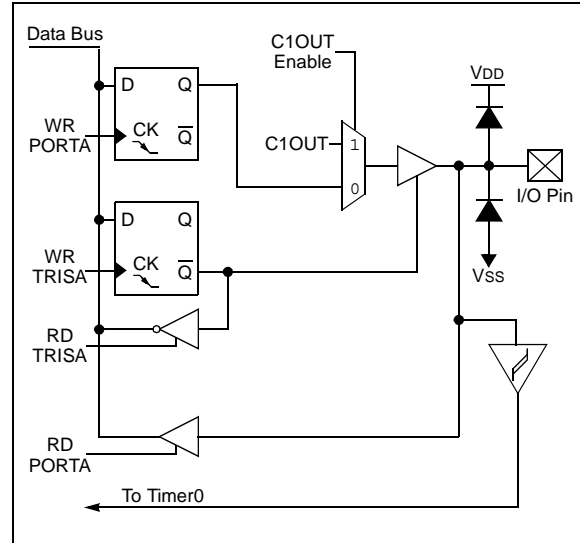 Data Bus
C1OUT
Enable
VDD
D
Q
WR
PORTA
CK
Q
C1OUT
1
0
I/O Pin
D
Q
WR
TRISA
CK
Q
VSS
RD
TRISA
RD
PORTA
To Timer0